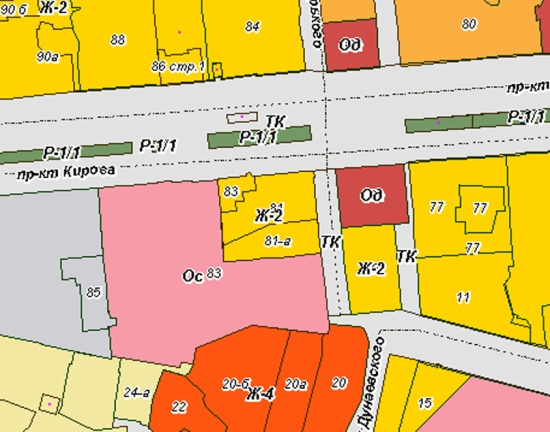 90 б
Ж-2
88
84
80
90а
86 стр.1
Од
пр-кт
ТК
Р-1/1
Р-1/1
Р-1/1
Р-1/1
пр-кт Кирова
83
Ж-2
81
81-а
Од
77
77
77
ТК
ТК
Ос
83
Ж-2
85
11
24-а
22
20-б
Ж-4
20а
20
Дунаевского
15